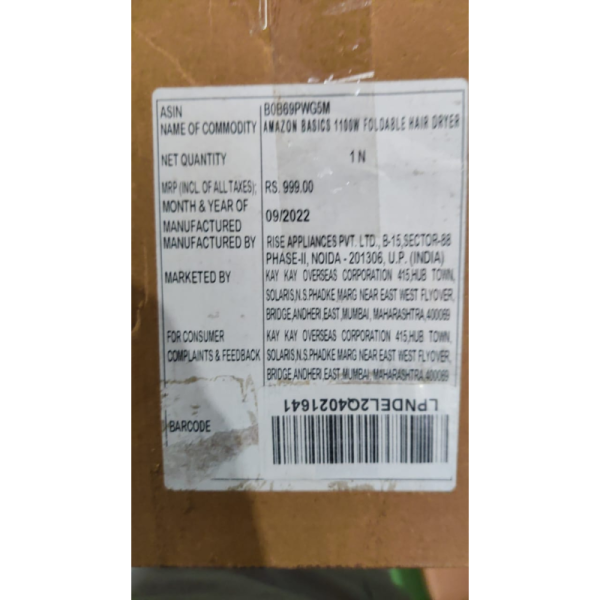 ASIN B0B69PWG5M
NAME OF COMMODITY AMAZON BASICS 1100W FOLDABLE HAIR DRYER
NET QUANTITY 1 N
MRP (INCL. OF ALL TAXES); RS. 999.00
MONTH & YEAR OF
MANUFACTURED 09/2022
MANUFACTURED BY RISE APPLIANCES PVT. LTD., B-15,SECTOR-88
PHASE-II, NOIDA - 201306, U.P. (INDIA)
MARKETED BY KAY KAY OVERSEAS CORPORATION 415,HUB TOWN,
SOLARIS,N.S.PHADKE,MARG NEAR EAST WEST FLYOVER,
BRIDGE,ANDHERI,EAST,MUMBAI, MAHARASHTRA,400069
FOR CONSUMER KAY KAY OVERSEAS CORPORATION 415,HUB TOWN,
COMPLAINTS & FEEDBACK SOLARIS,N.S.PHADKE MARG NEAR EAST WEST FLYOVER,
BRIDGE,ANDHERI,EAST-MUMBAI, MAHARASHTRA,400069
LPNDEL2Q4021641
BARCODE